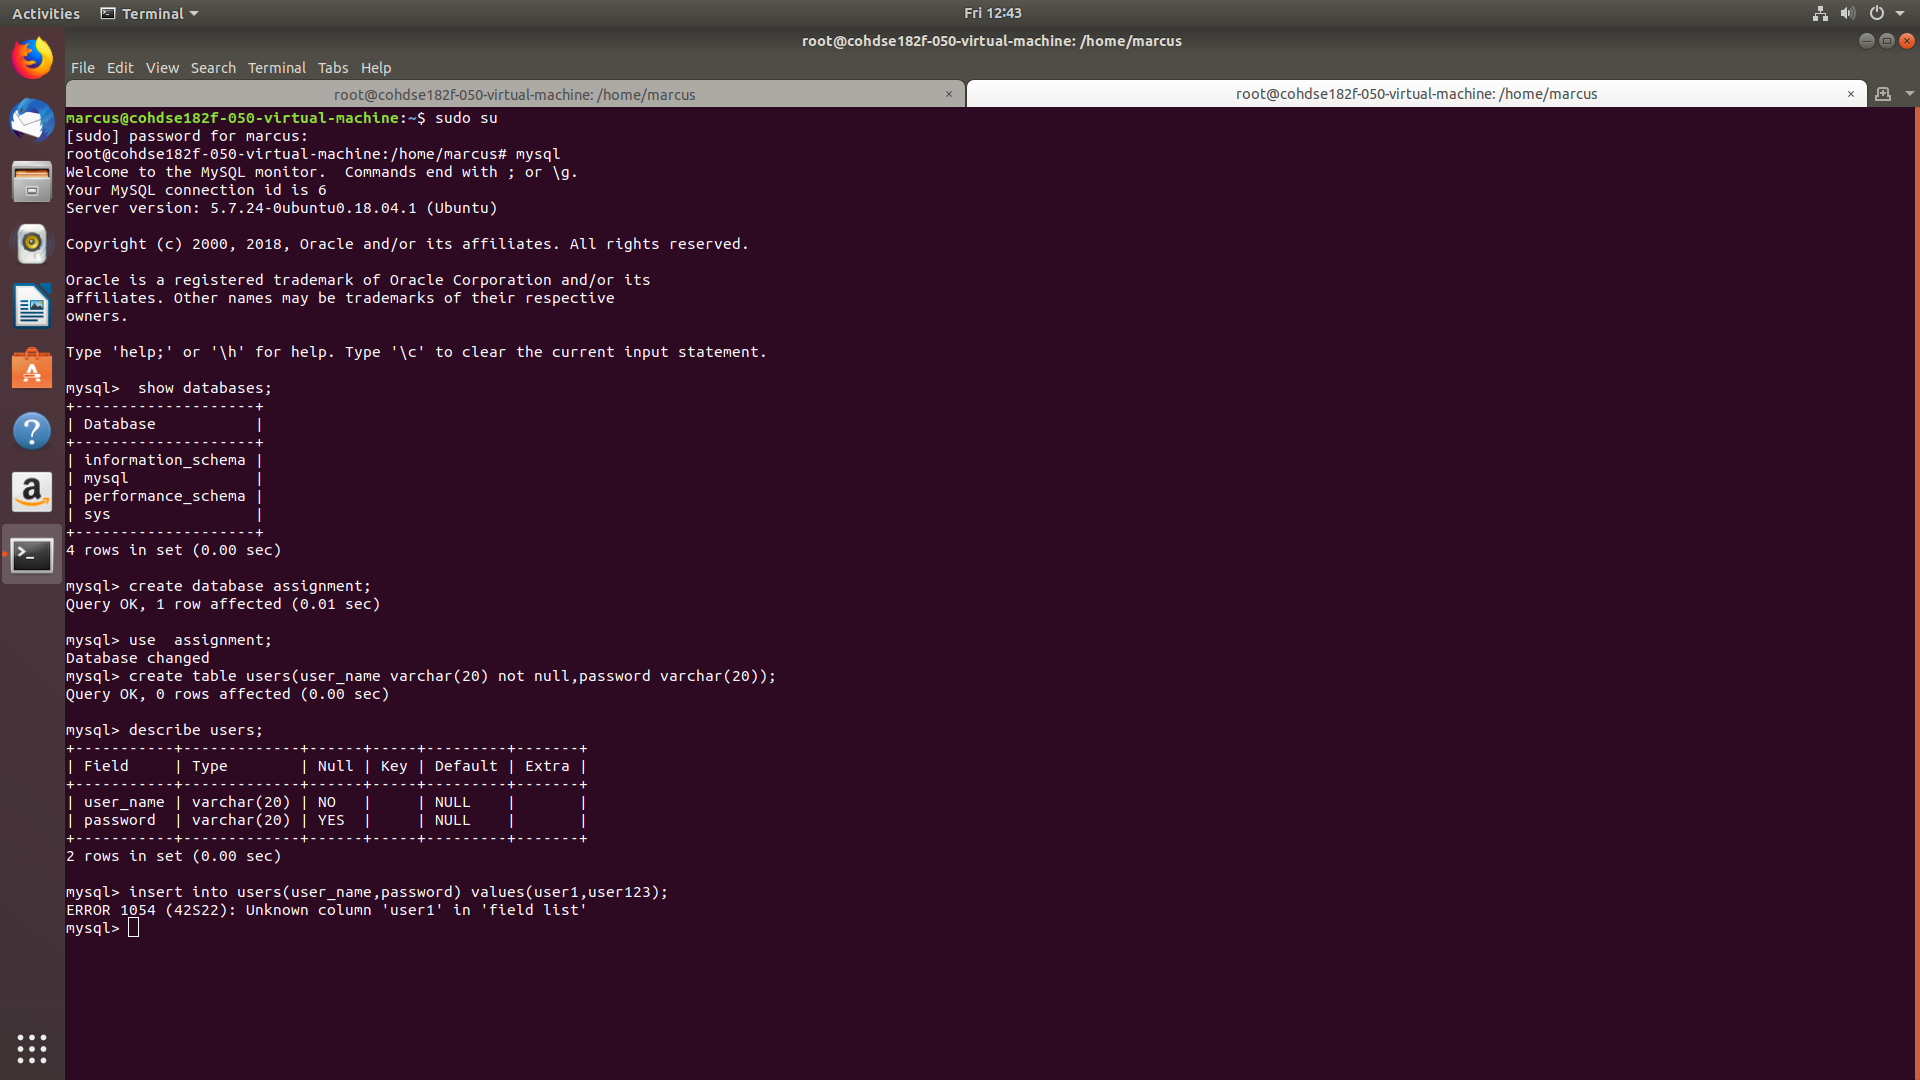 Activities Terminal Fri 12:43
root@cohdse182f-050-virtual-machine: /home/marcus
File Edit View Search Terminal Tabs Help
root@cohdse182f-050-virtual-machine: /home/marcus × root@cohdse182f-050-virtual-machine: /home/marcus ×
marcus@cohdse182f-050-virtual-machine:~$ sudo su
[sudo] password for marcus:
root@cohdse182f-050-virtual-machine:/home/marcus# mysql
Welcome to the MySQL monitor.  Commands end with ; or \g.
Your MySQL connection id is 6
Server version: 5.7.24-0ubuntu0.18.04.1 (Ubuntu)

Copyright (c) 2000, 2018, Oracle and/or its affiliates. All rights reserved.

Oracle is a registered trademark of Oracle Corporation and/or its
affiliates. Other names may be trademarks of their respective
owners.

Type 'help;' or '\h' for help. Type '\c' to clear the current input statement.

mysql>  show databases;
+--------------------+
| Database           |
+--------------------+
| information_schema |
| mysql              |
| performance_schema |
| sys                |
+--------------------+
4 rows in set (0.00 sec)

mysql> create database assignment;
Query OK, 1 row affected (0.01 sec)

mysql> use  assignment;
Database changed
mysql> create table users(user_name varchar(20) not null,password varchar(20));
Query OK, 0 rows affected (0.00 sec)

mysql> describe users;
+-----------+-------------+------+-----+---------+-------+
| Field     | Type        | Null | Key | Default | Extra |
+-----------+-------------+------+-----+---------+-------+
| user_name | varchar(20) | NO   |     | NULL    |       |
| password  | varchar(20) | YES  |     | NULL    |       |
+-----------+-------------+------+-----+---------+-------+
2 rows in set (0.00 sec)

mysql> insert into users(user_name,password) values(user1,user123);
ERROR 1054 (42S22): Unknown column 'user1' in 'field list'
mysql>